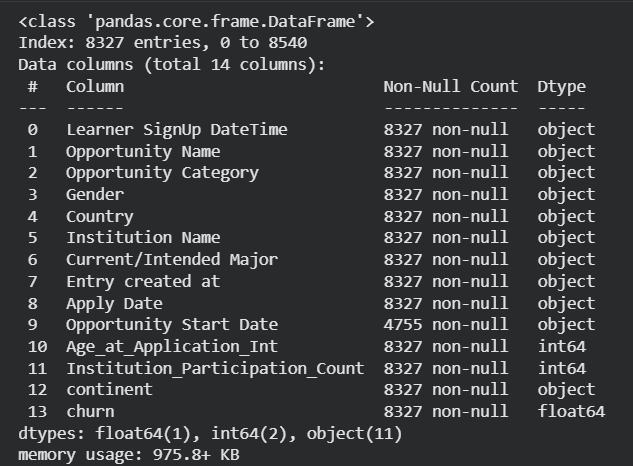 <class 'pandas.core.frame.DataFrame'>
Index: 8327 entries, 0 to 8540
Data columns (total 14 columns):
 #   Column                           Non-Null Count  Dtype
---  ------                           --------------  -----
 0   Learner SignUp DateTime          8327 non-null   object
 1   Opportunity Name                 8327 non-null   object
 2   Opportunity Category             8327 non-null   object
 3   Gender                           8327 non-null   object
 4   Country                          8327 non-null   object
 5   Institution Name                 8327 non-null   object
 6   Current/Intended Major           8327 non-null   object
 7   Entry created at                 8327 non-null   object
 8   Apply Date                       8327 non-null   object
 9   Opportunity Start Date           4755 non-null   object
 10  Age_at_Application_Int           8327 non-null   int64
 11  Institution_Participation_Count  8327 non-null   int64
 12  continent                        8327 non-null   object
 13  churn                            8327 non-null   float64
dtypes: float64(1), int64(2), object(11)
memory usage: 975.8+ KB